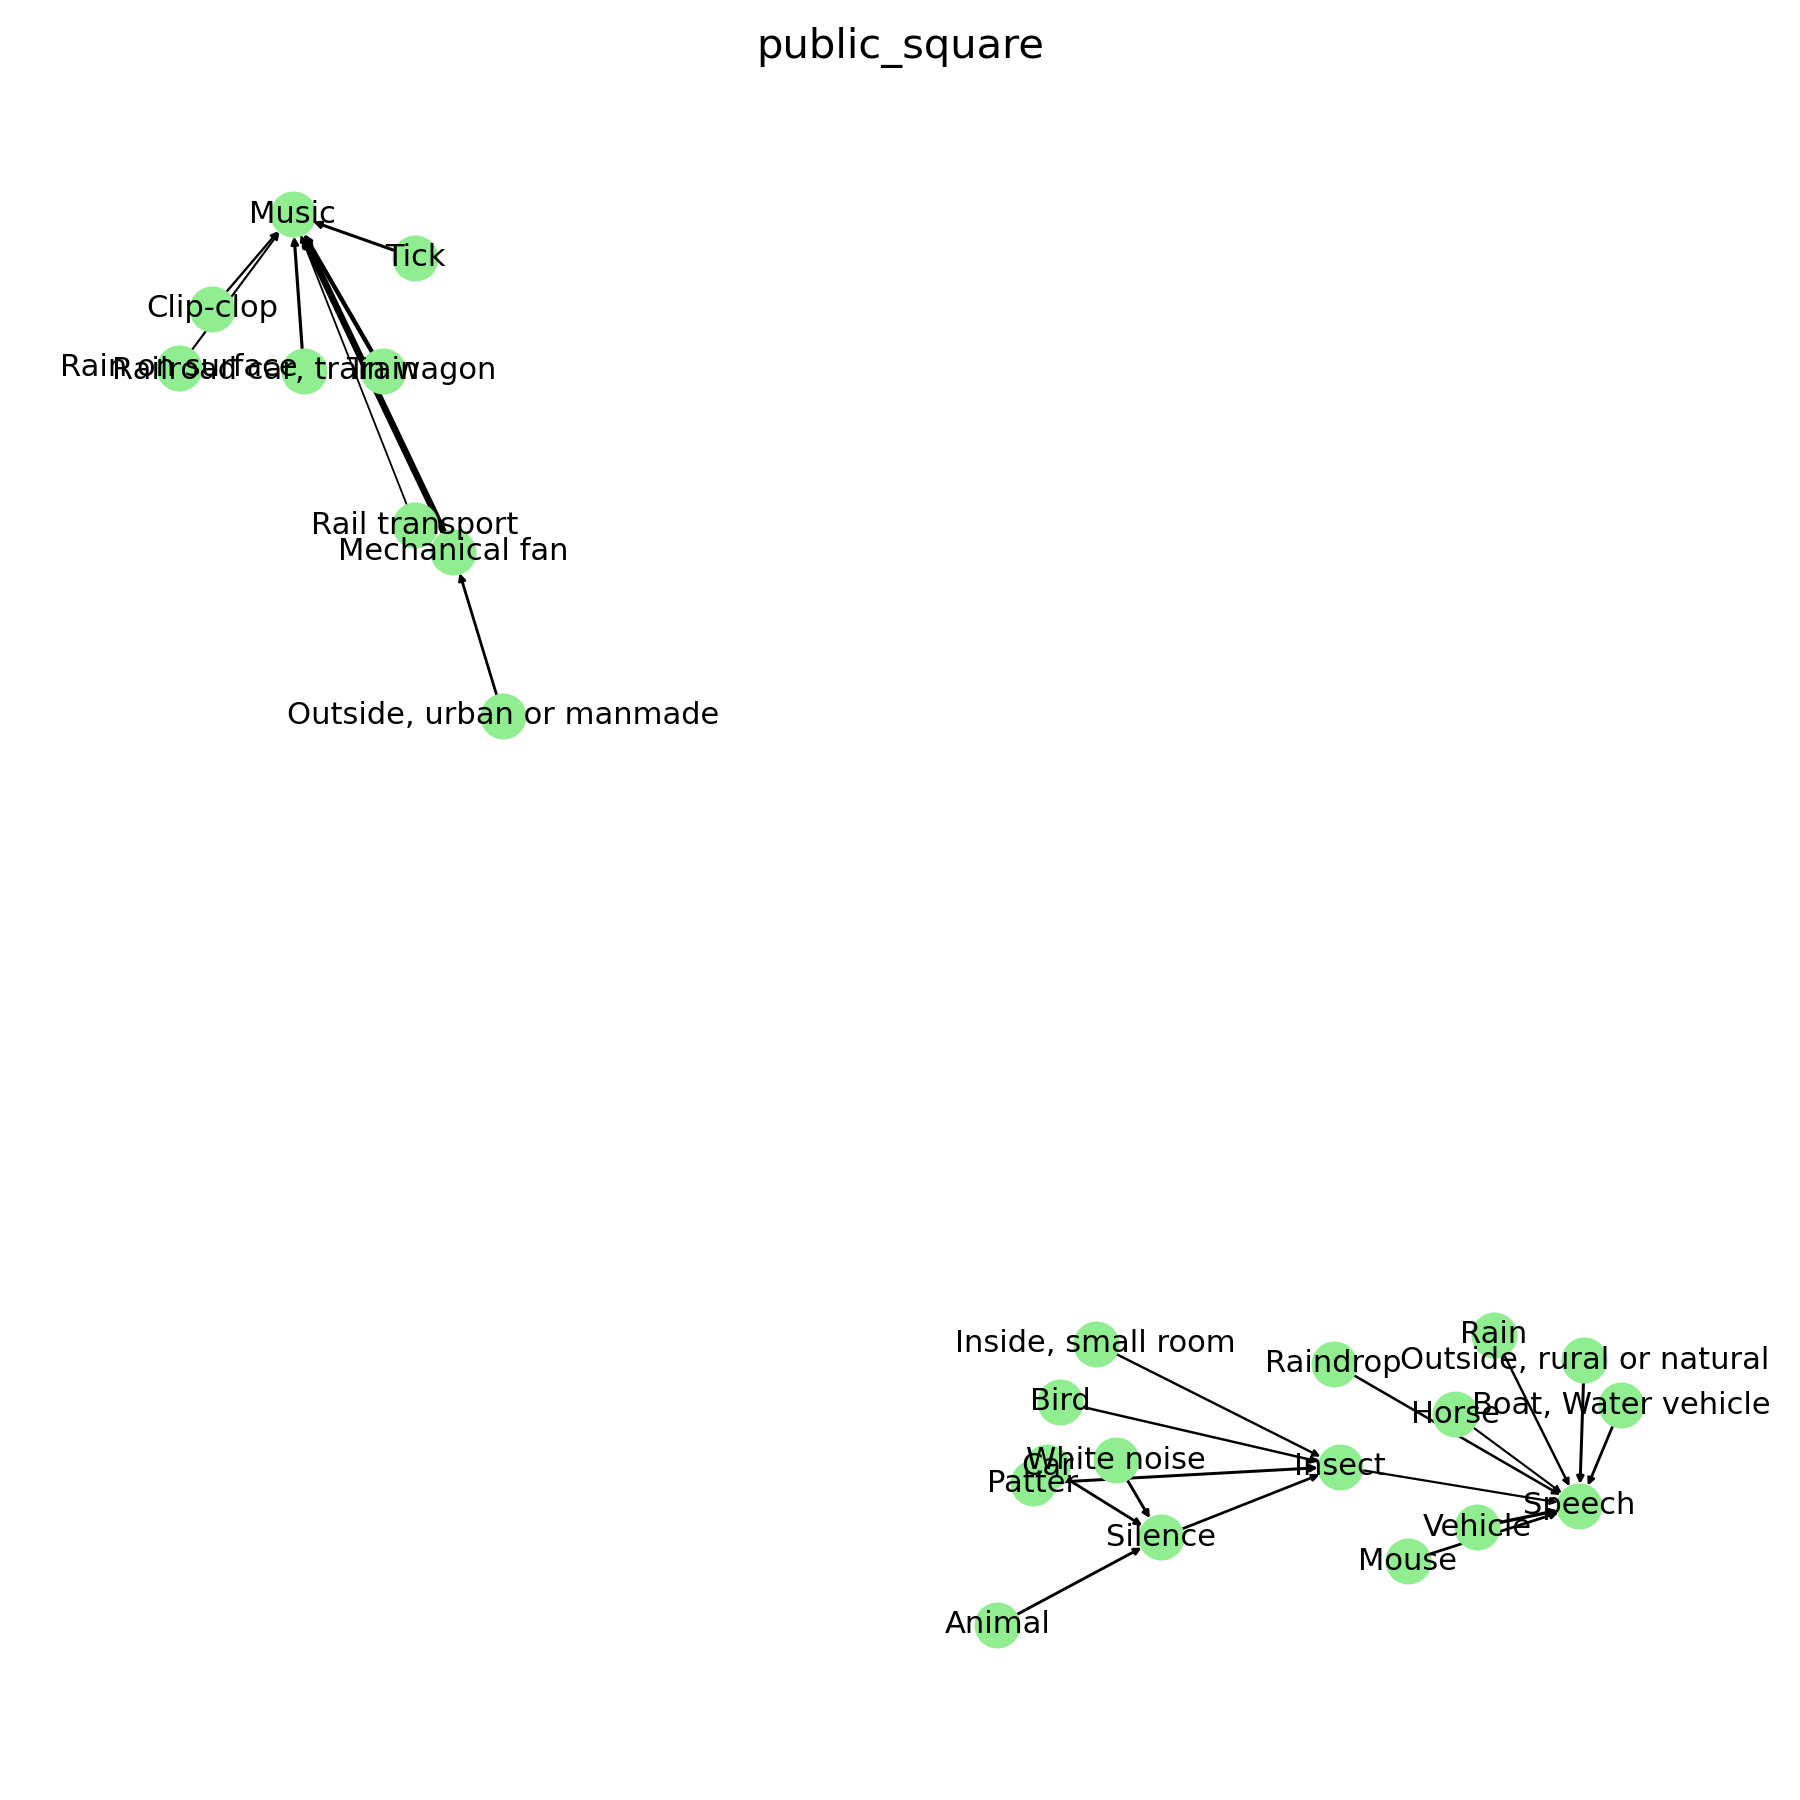 public_square
Music
Tick
Clip-clop
Rain on surface
Railroad car, train wagon
Train
Rail transport
Mechanical fan
Outside, urban or manmade
Inside, small room
Rain
Raindrop
Outside, rural or natural
Bird
Horse
Boat, Water vehicle
White noise
Car
Patter
Insect
Speech
Silence
Vehicle
Mouse
Animal